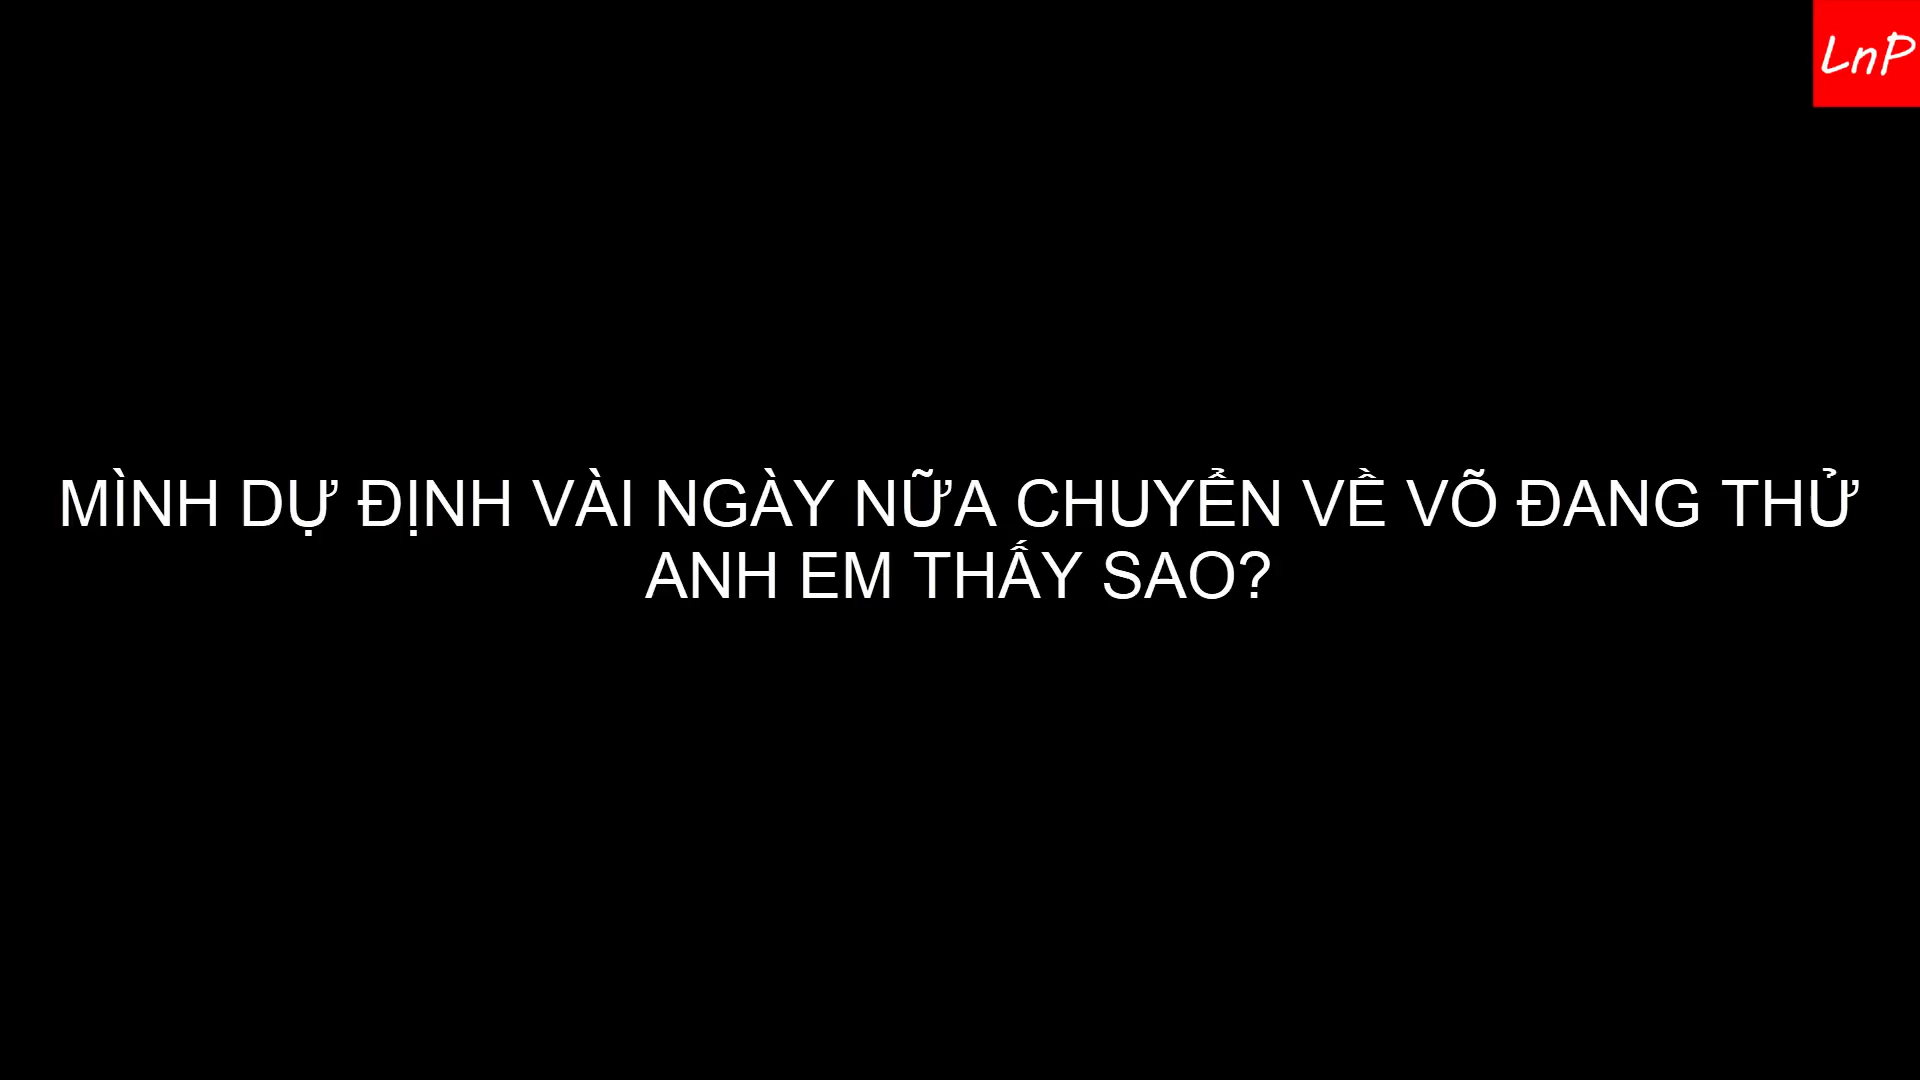 LnP
MÌNH DỰ ĐỊNH VÀI NGÀY NỮA CHUYỂN VỀ VÕ ĐANG THỬ
ANH EM THẤY SAO?